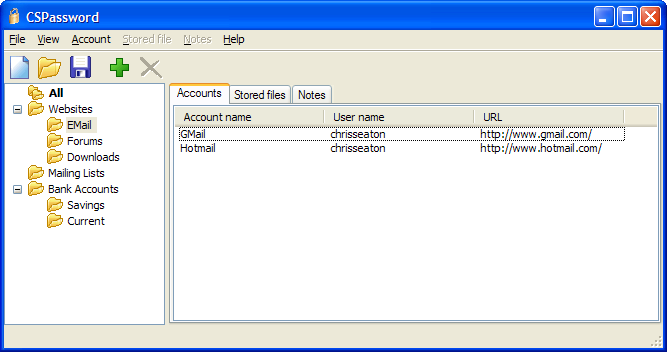 CSPassword
File View Account Stored file Notes Help
All
Websites
EMail
Forums
Downloads
Mailing Lists
Bank Accounts
Savings
Current
Accounts Stored files Notes
Account name User name URL
GMail chrisseaton http://www.gmail.com/
Hotmail chrisseaton http://www.hotmail.com/